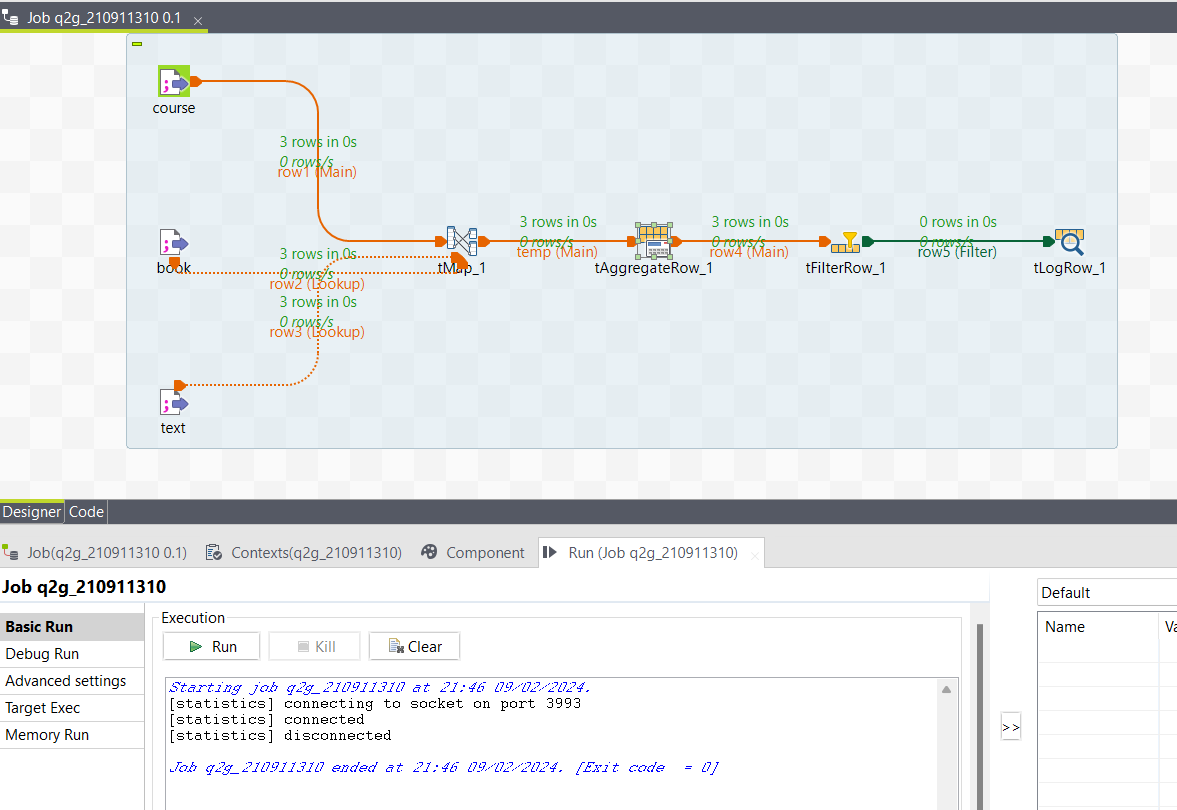 Job q2g_210911310 0.1
course
3 rows in 0s
0 rows/s
row1 (Main)
book
3 rows in 0s
0 rows/s
row2 (Lookup)
3 rows in 0s
0 rows/s
row3 (Lookup)
text
tMap_1
3 rows in 0s
0 rows/s
temp (Main)
tAggregateRow_1
3 rows in 0s
0 rows/s
row4 (Main)
tFilterRow_1
0 rows in 0s
0 rows/s
row5 (Filter)
tLogRow_1
Designer Code
Job(q2g_210911310 0.1) Contexts(q2g_210911310) Component Run (Job q2g_210911310)
Job q2g_210911310
Basic Run
Debug Run
Advanced settings
Target Exec
Memory Run
Execution
Run Kill Clear
Starting job q2g_210911310 at 21:46 09/02/2024.
[statistics] connecting to socket on port 3993
[statistics] connected
[statistics] disconnected
Job q2g_210911310 ended at 21:46 09/02/2024. [Exit code = 0]
>>
Default
Name